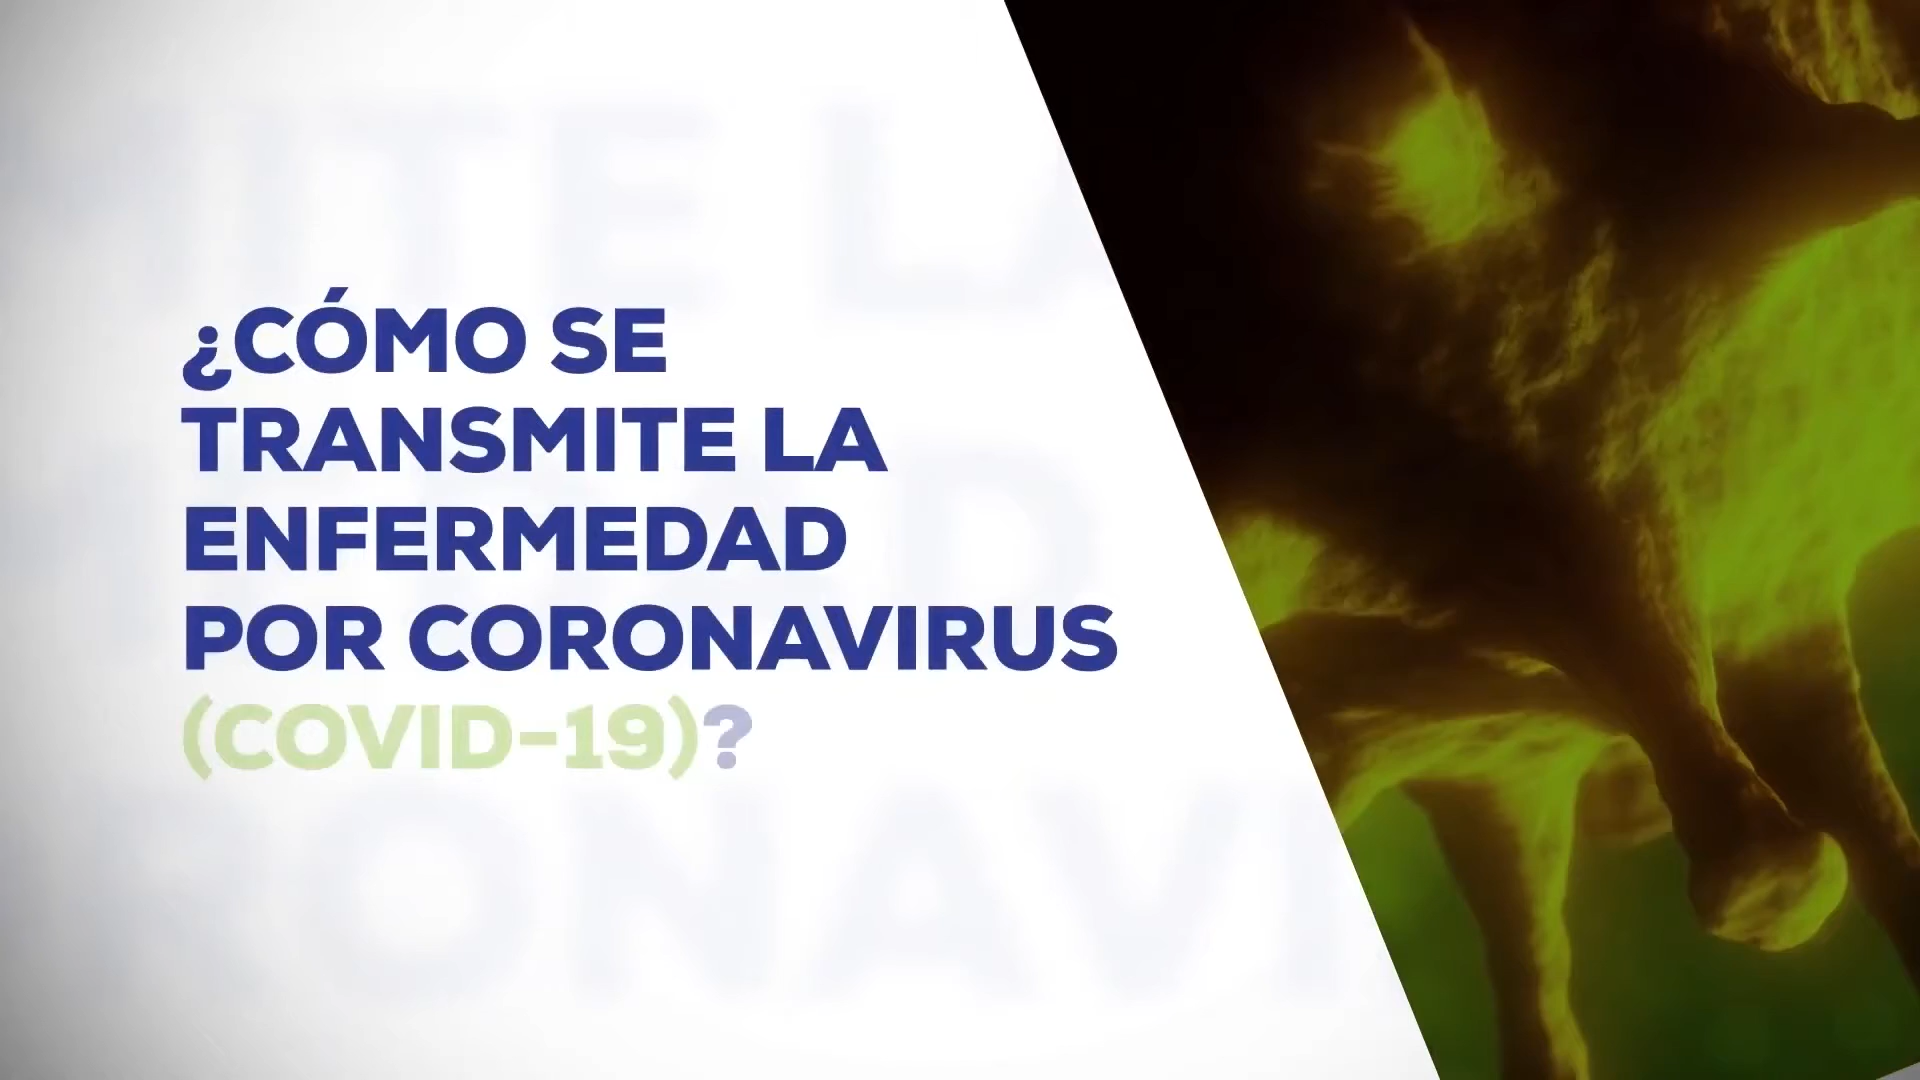 ¿CÓMO SE
TRANSMITE LA
ENFERMEDAD
POR CORONAVIRUS
(COVID-19)?